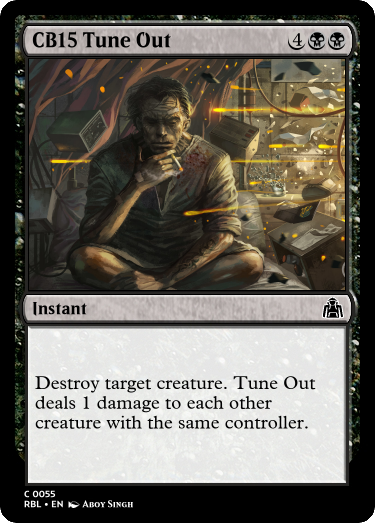 CB15 Tune Out 4
Instant
Destroy target creature. Tune Out
deals 1 damage to each other
creature with the same controller.
C 0055
RBL • EN Aboy Singh